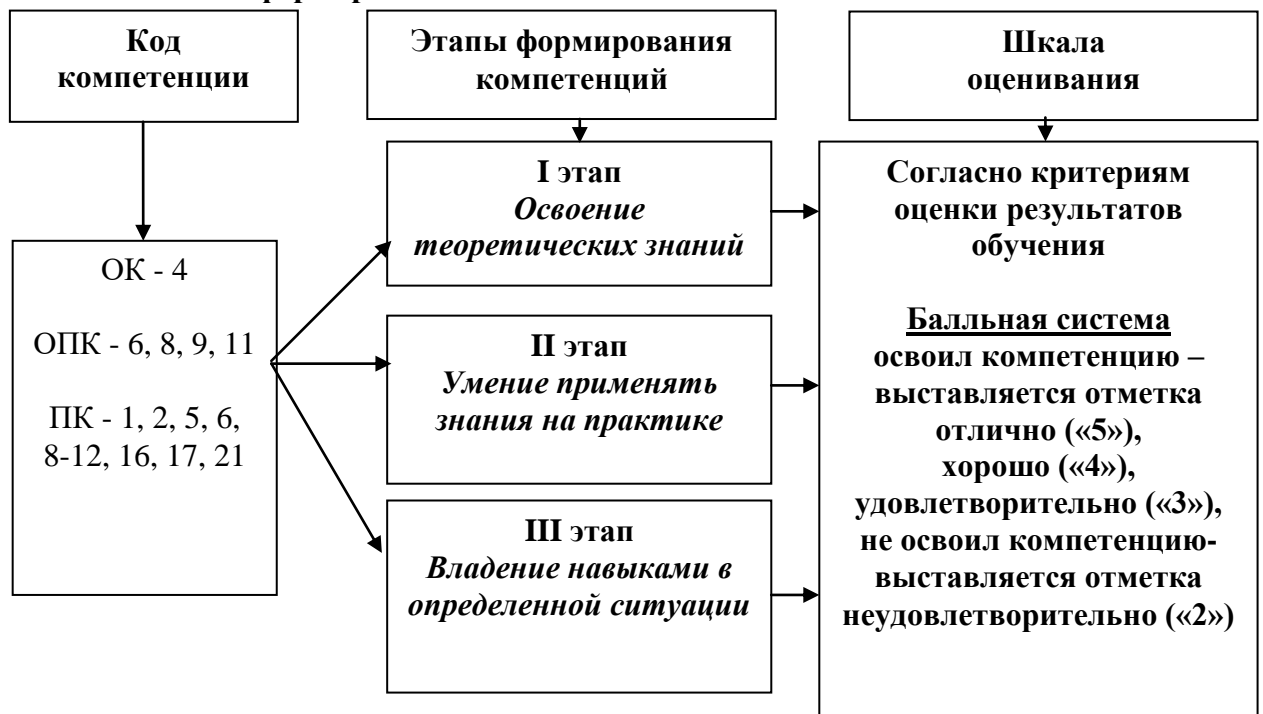 Код
компетенции
Этапы формирования
компетенций
Шкала
оценивания
ОК - 4
ОПК - 6, 8, 9, 11
ПК - 1, 2, 5, 6,
8-12, 16, 17, 21
I этап
Освоение
теоретических знаний
II этап
Умение применять
знания на практике
III этап
Владение навыками в
определенной ситуации
Согласно критериям
оценки результатов
обучения
Балльная система
освоил компетенцию –
выставляется отметка
отлично («5»),
хорошо («4»),
удовлетворительно («3»),
не освоил компетенцию-
выставляется отметка
неудовлетворительно («2»)